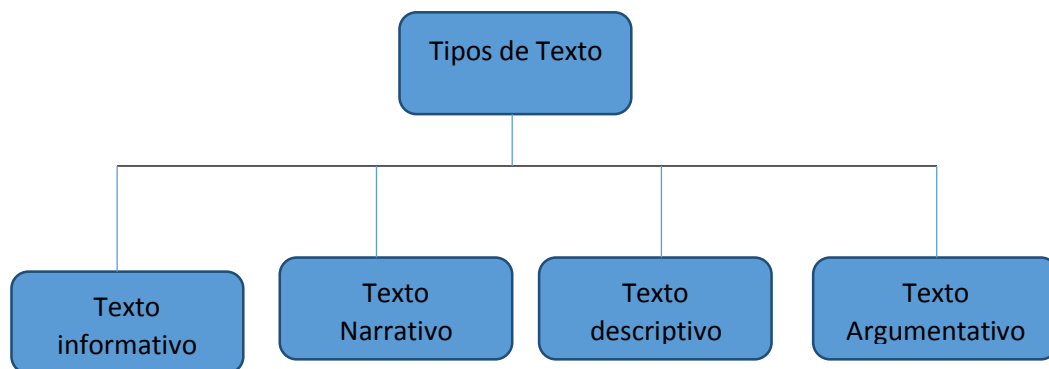 Tipos de Texto
Texto
informativo
Texto
Narrativo
Texto
descriptivo
Texto
Argumentativo